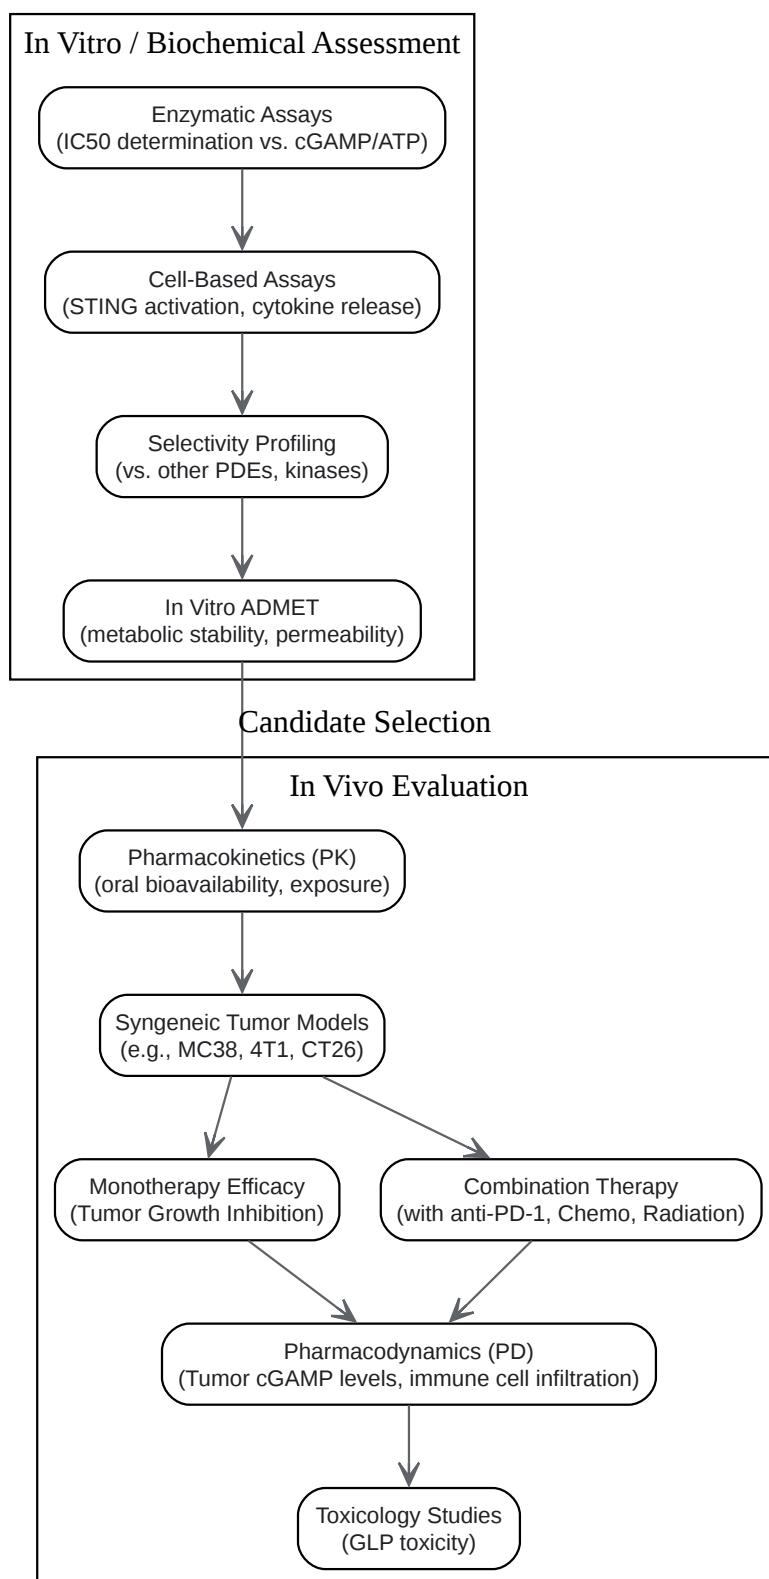 In Vitro / Biochemical Assessment
Enzymatic Assays
(IC50 determination vs. cGAMP/ATP)
Cell-Based Assays
(STING activation, cytokine release)
Selectivity Profiling
(vs. other PDEs, kinases)
In Vitro ADMET
(metabolic stability, permeability)
Candidate Selection
In Vivo Evaluation
Pharmacokinetics (PK)
(oral bioavailability, exposure)
Syngeneic Tumor Models
(e.g., MC38, 4T1, CT26)
Monotherapy Efficacy
(Tumor Growth Inhibition)
Combination Therapy
(with anti-PD-1, Chemo, Radiation)
Pharmacodynamics (PD)
(Tumor cGAMP levels, immune cell infiltration)
Toxicology Studies
(GLP toxicity)